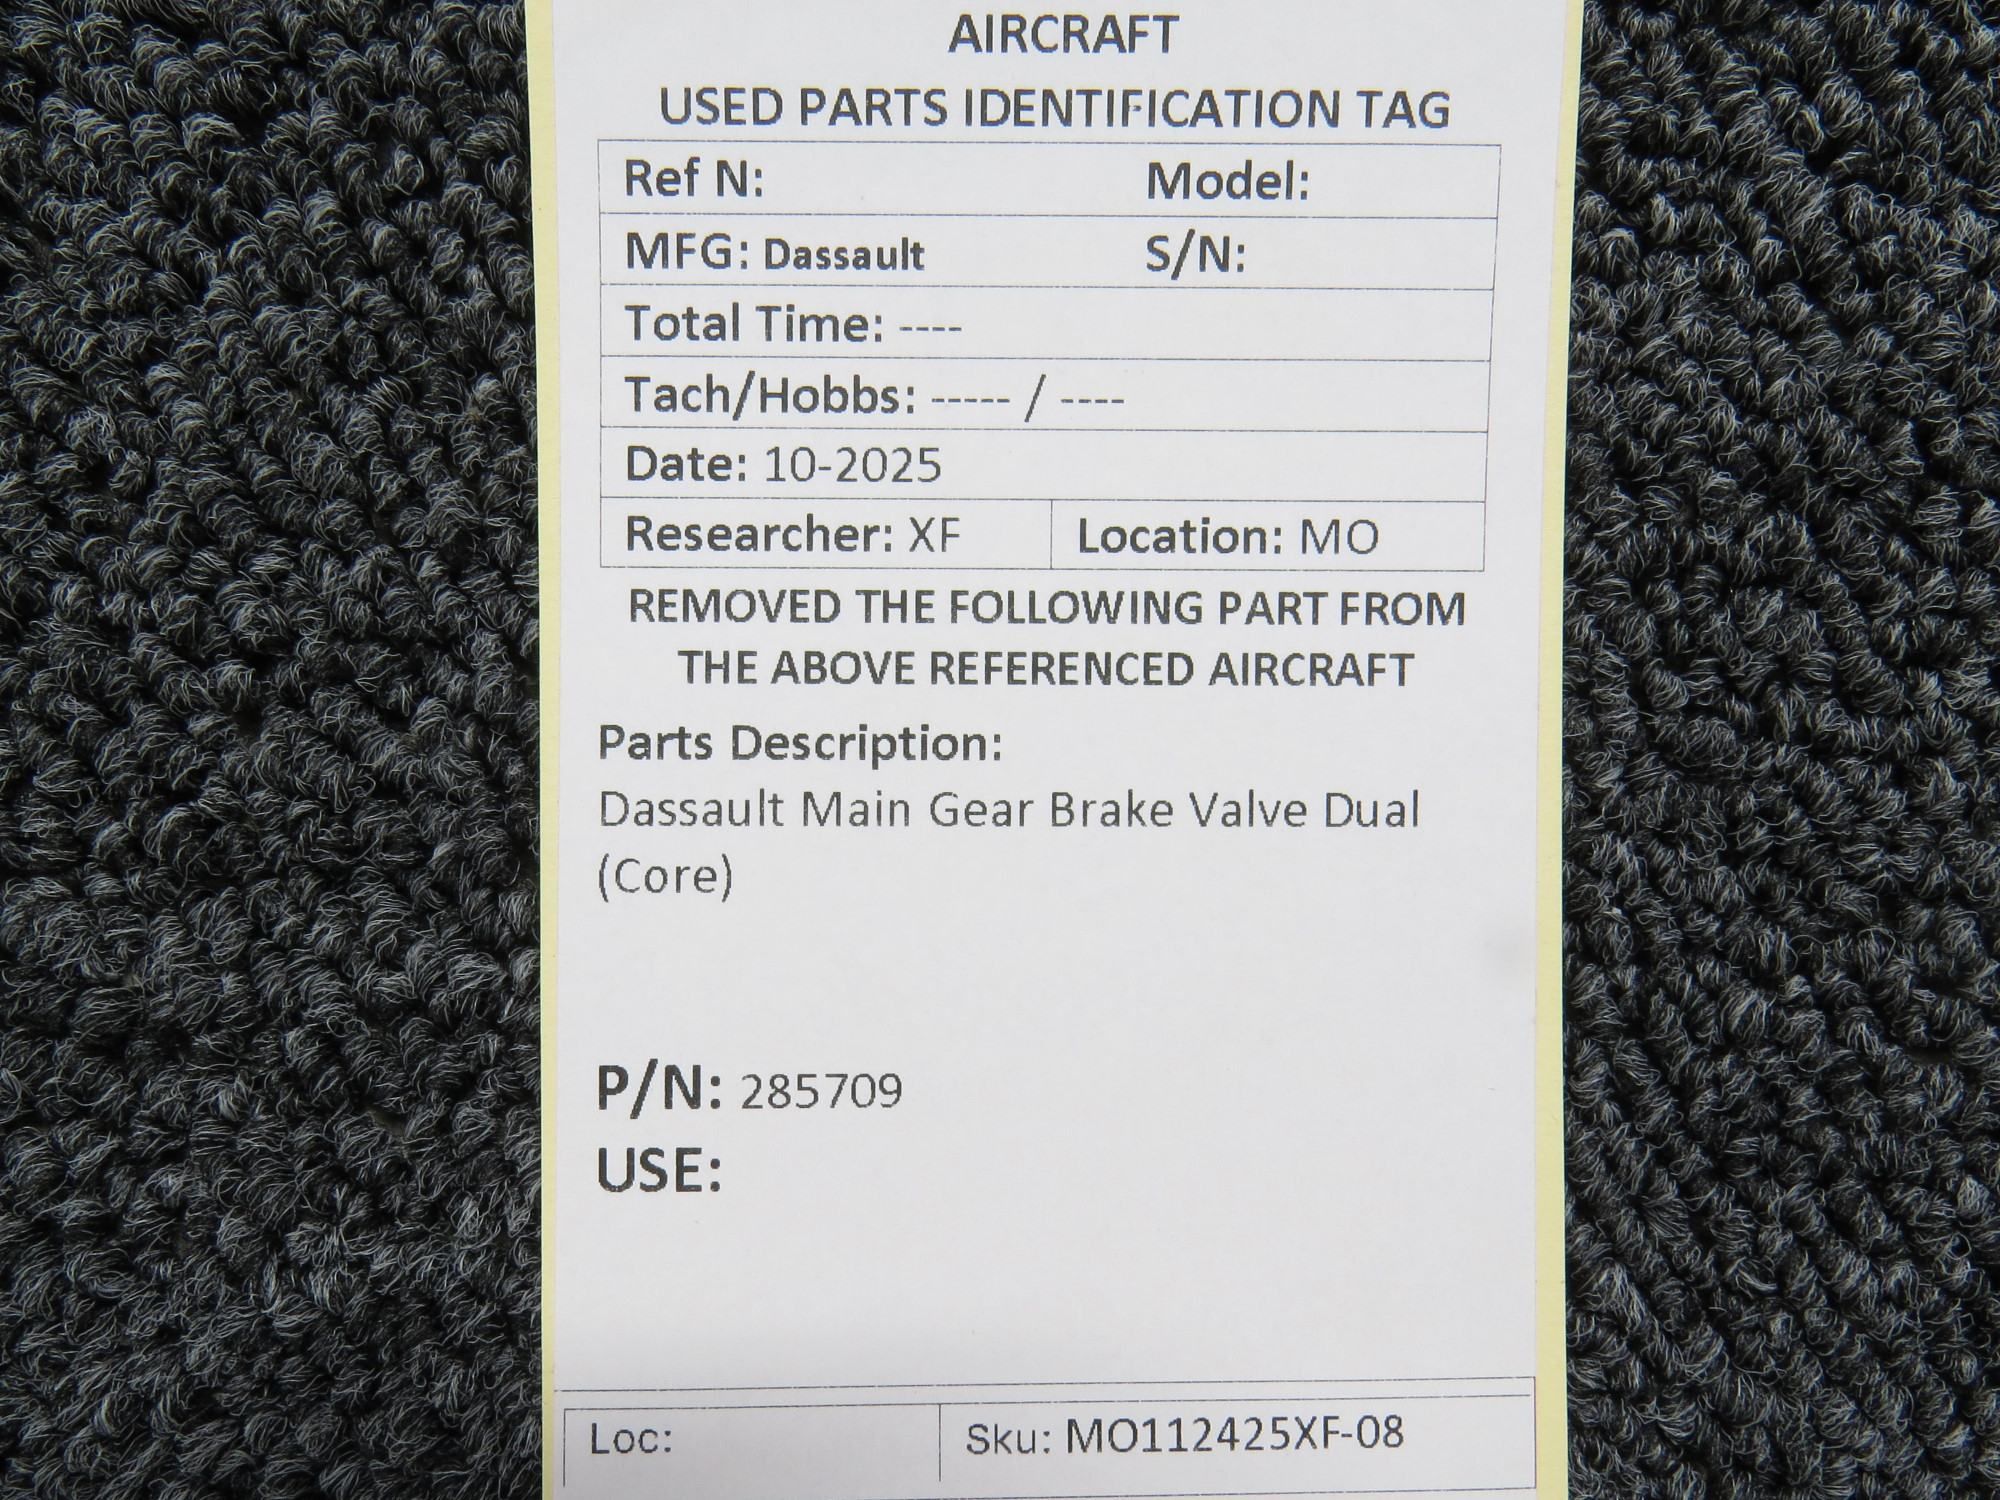 AIRCRAFT
USED PARTS IDENTIFICATION TAG
Ref N: Model:
MFG: Dassault S/N:
Total Time: ----
Tach/Hobbs: ----- / ----
Date: 10-2025
Researcher: XF Location: MO
REMOVED THE FOLLOWING PART FROM
THE ABOVE REFERENCED AIRCRAFT
Parts Description:
Dassault Main Gear Brake Valve Dual
(Core)
P/N: 285709
USE:
Loc: Sku: MO112425XF-08